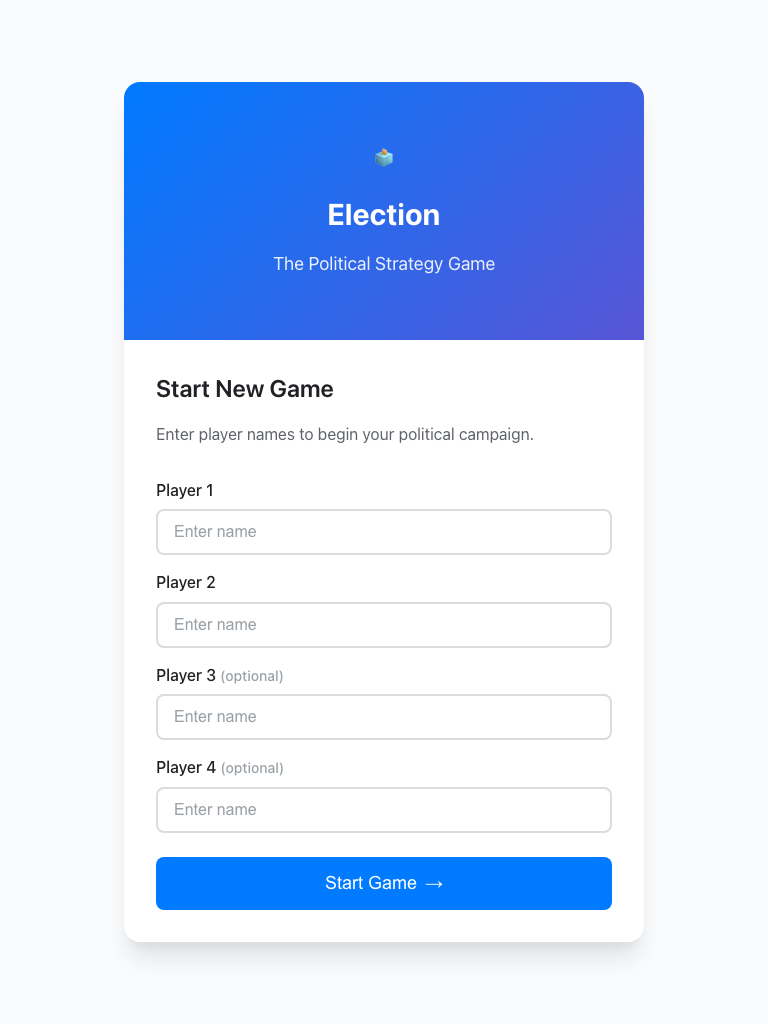 Election
The Political Strategy Game
Start New Game
Enter player names to begin your political campaign.
Player 1
Enter name
Player 2
Enter name
Player 3 (optional)
Enter name
Player 4 (optional)
Enter name
Start Game →